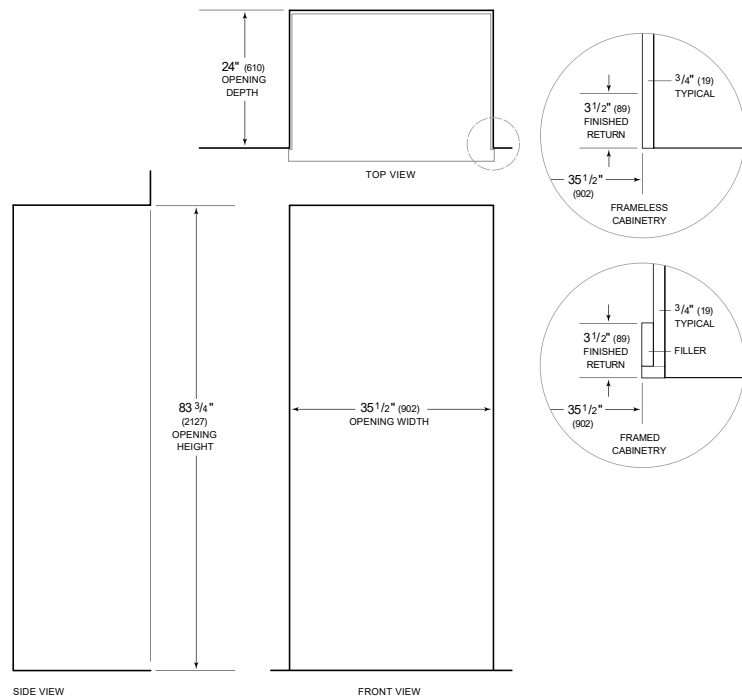 24" (610)
OPENING
DEPTH
TOP VIEW
3 1/2" (89)
FINISHED
RETURN
3/4" (19)
TYPICAL
35 1/2"
(902)
FRAMELESS
CABINETRY
3 1/2" (89)
FINISHED
RETURN
3/4" (19)
TYPICAL
FILLER
35 1/2"
(902)
FRAMED
CABINETRY
83 3/4"
(2127)
OPENING
HEIGHT
35 1/2" (902)
OPENING WIDTH
SIDE VIEW
FRONT VIEW